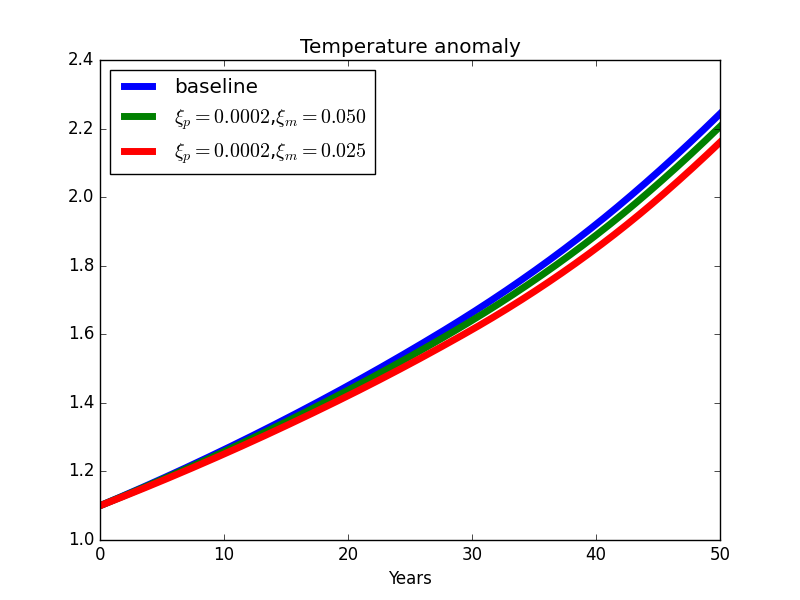 Temperature anomaly
2.4
2.2
2.0
1.8
1.6
1.4
1.2
1.0
baseline
ξp = 0.0002,ξm = 0.050
ξp = 0.0002,ξm = 0.025
0 10 20 30 40 50
Years